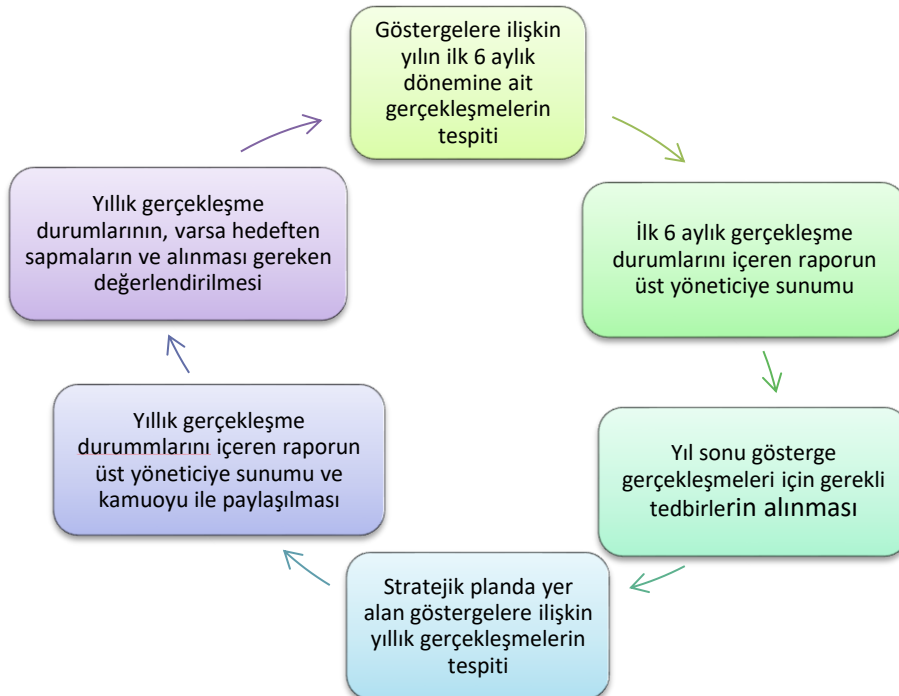 Göstergelere ilişkin
yılın ilk 6 aylık
dönemine ait
gerçekleşmelerin
tespiti
İlk 6 aylık gerçekleşme
durumlarını içeren raporun
üst yöneticiye sunumu
Yıl sonu gösterge
gerçekleşmeleri için gerekli
tedbirlerin alınması
Stratejik planda yer
alan göstergelere ilişkin
yıllık gerçekleşmelerin
tespiti
Yıllık gerçekleşme
durummlarını içeren raporun
üst yöneticiye sunumu ve
kamuoyu ile paylaşılması
Yıllık gerçekleşme
durumlarının, varsa hedeften
sapmaların ve alınması gereken
değerlendirilmesi